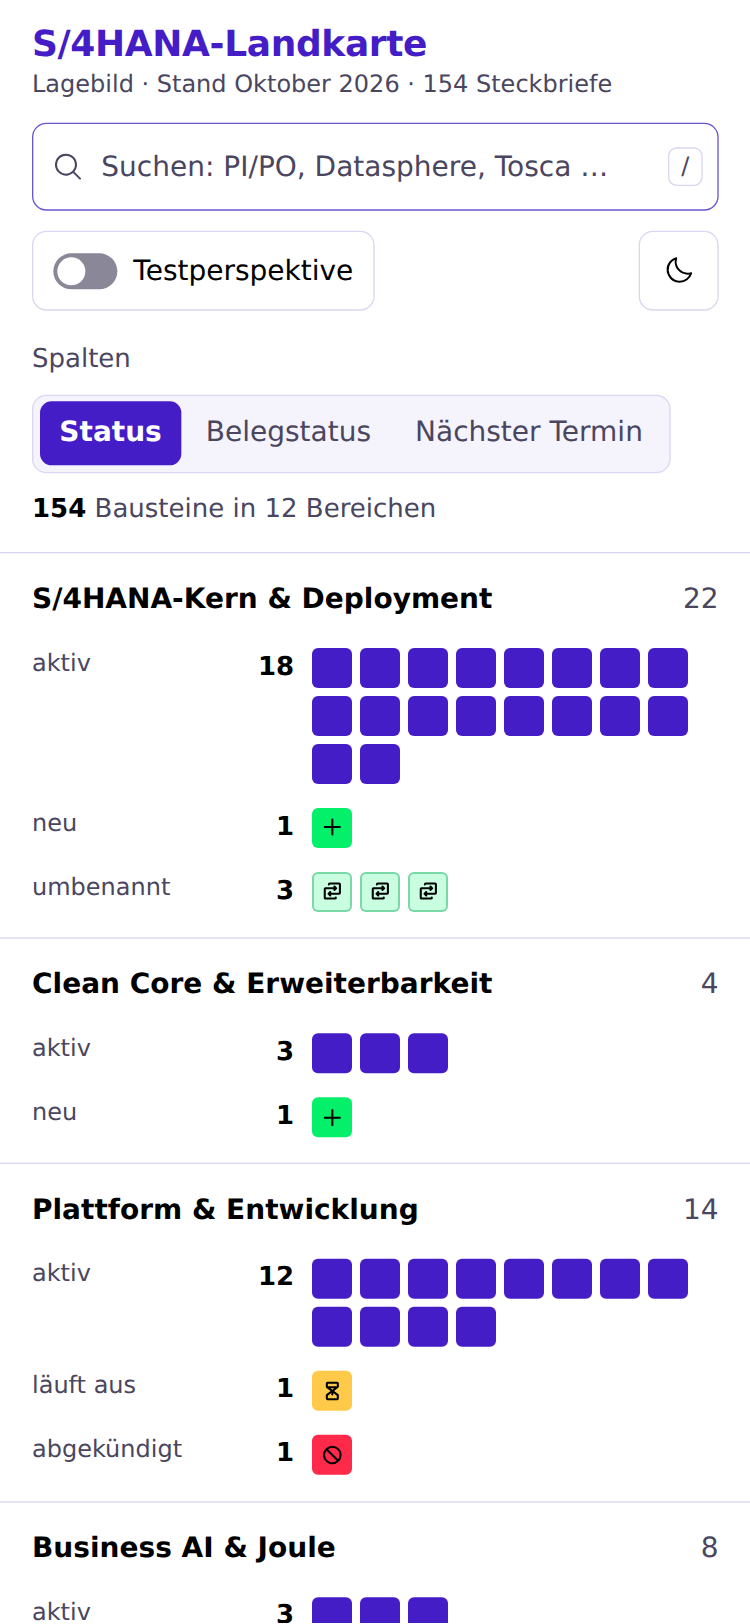 S/4HANA-Landkarte
Lagebild · Stand Oktober 2026 · 154 Steckbriefe
Suchen: PI/PO, Datasphere, Tosca ... /
Testperspektive
Spalten
Status Belegstatus Nächster Termin
154 Bausteine in 12 Bereichen
S/4HANA-Kern & Deployment 22
aktiv 18
neu 1
umbenannt 3
Clean Core & Erweiterbarkeit 4
aktiv 3
neu 1
Plattform & Entwicklung 14
aktiv 12
läuft aus 1
abgekündigt 1
Business AI & Joule 8
aktiv 3